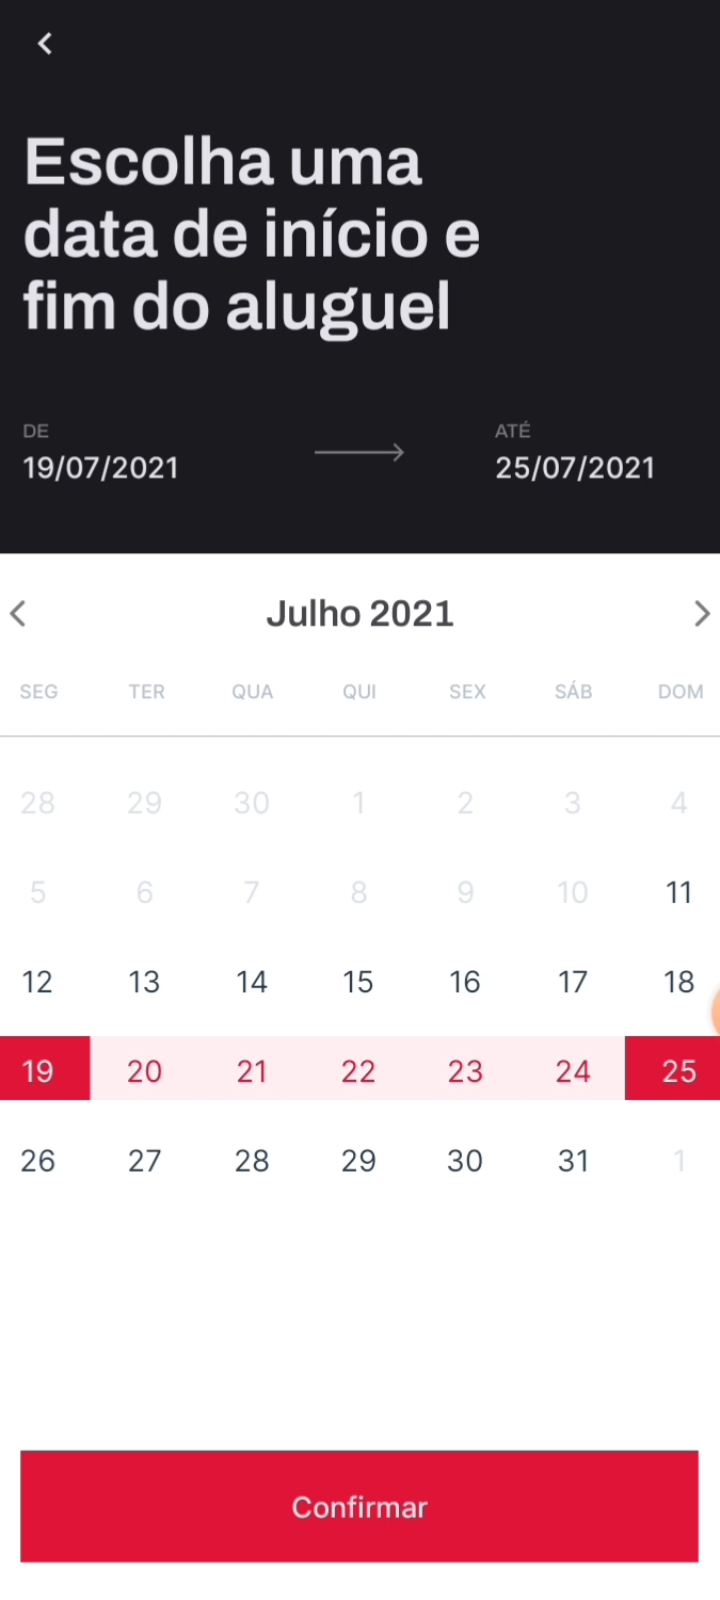 Escolha uma
data de início e
fim do aluguel
DE
ATÉ
19/07/2021
25/07/2021
Julho 2021
SEG TER QUA QUI SEX SÁB DOM
28 29 30 1 2 3 4
5 6 7 8 9 10 11
12 13 14 15 16 17 18
19 20 21 22 23 24 25
26 27 28 29 30 31 1
Confirmar